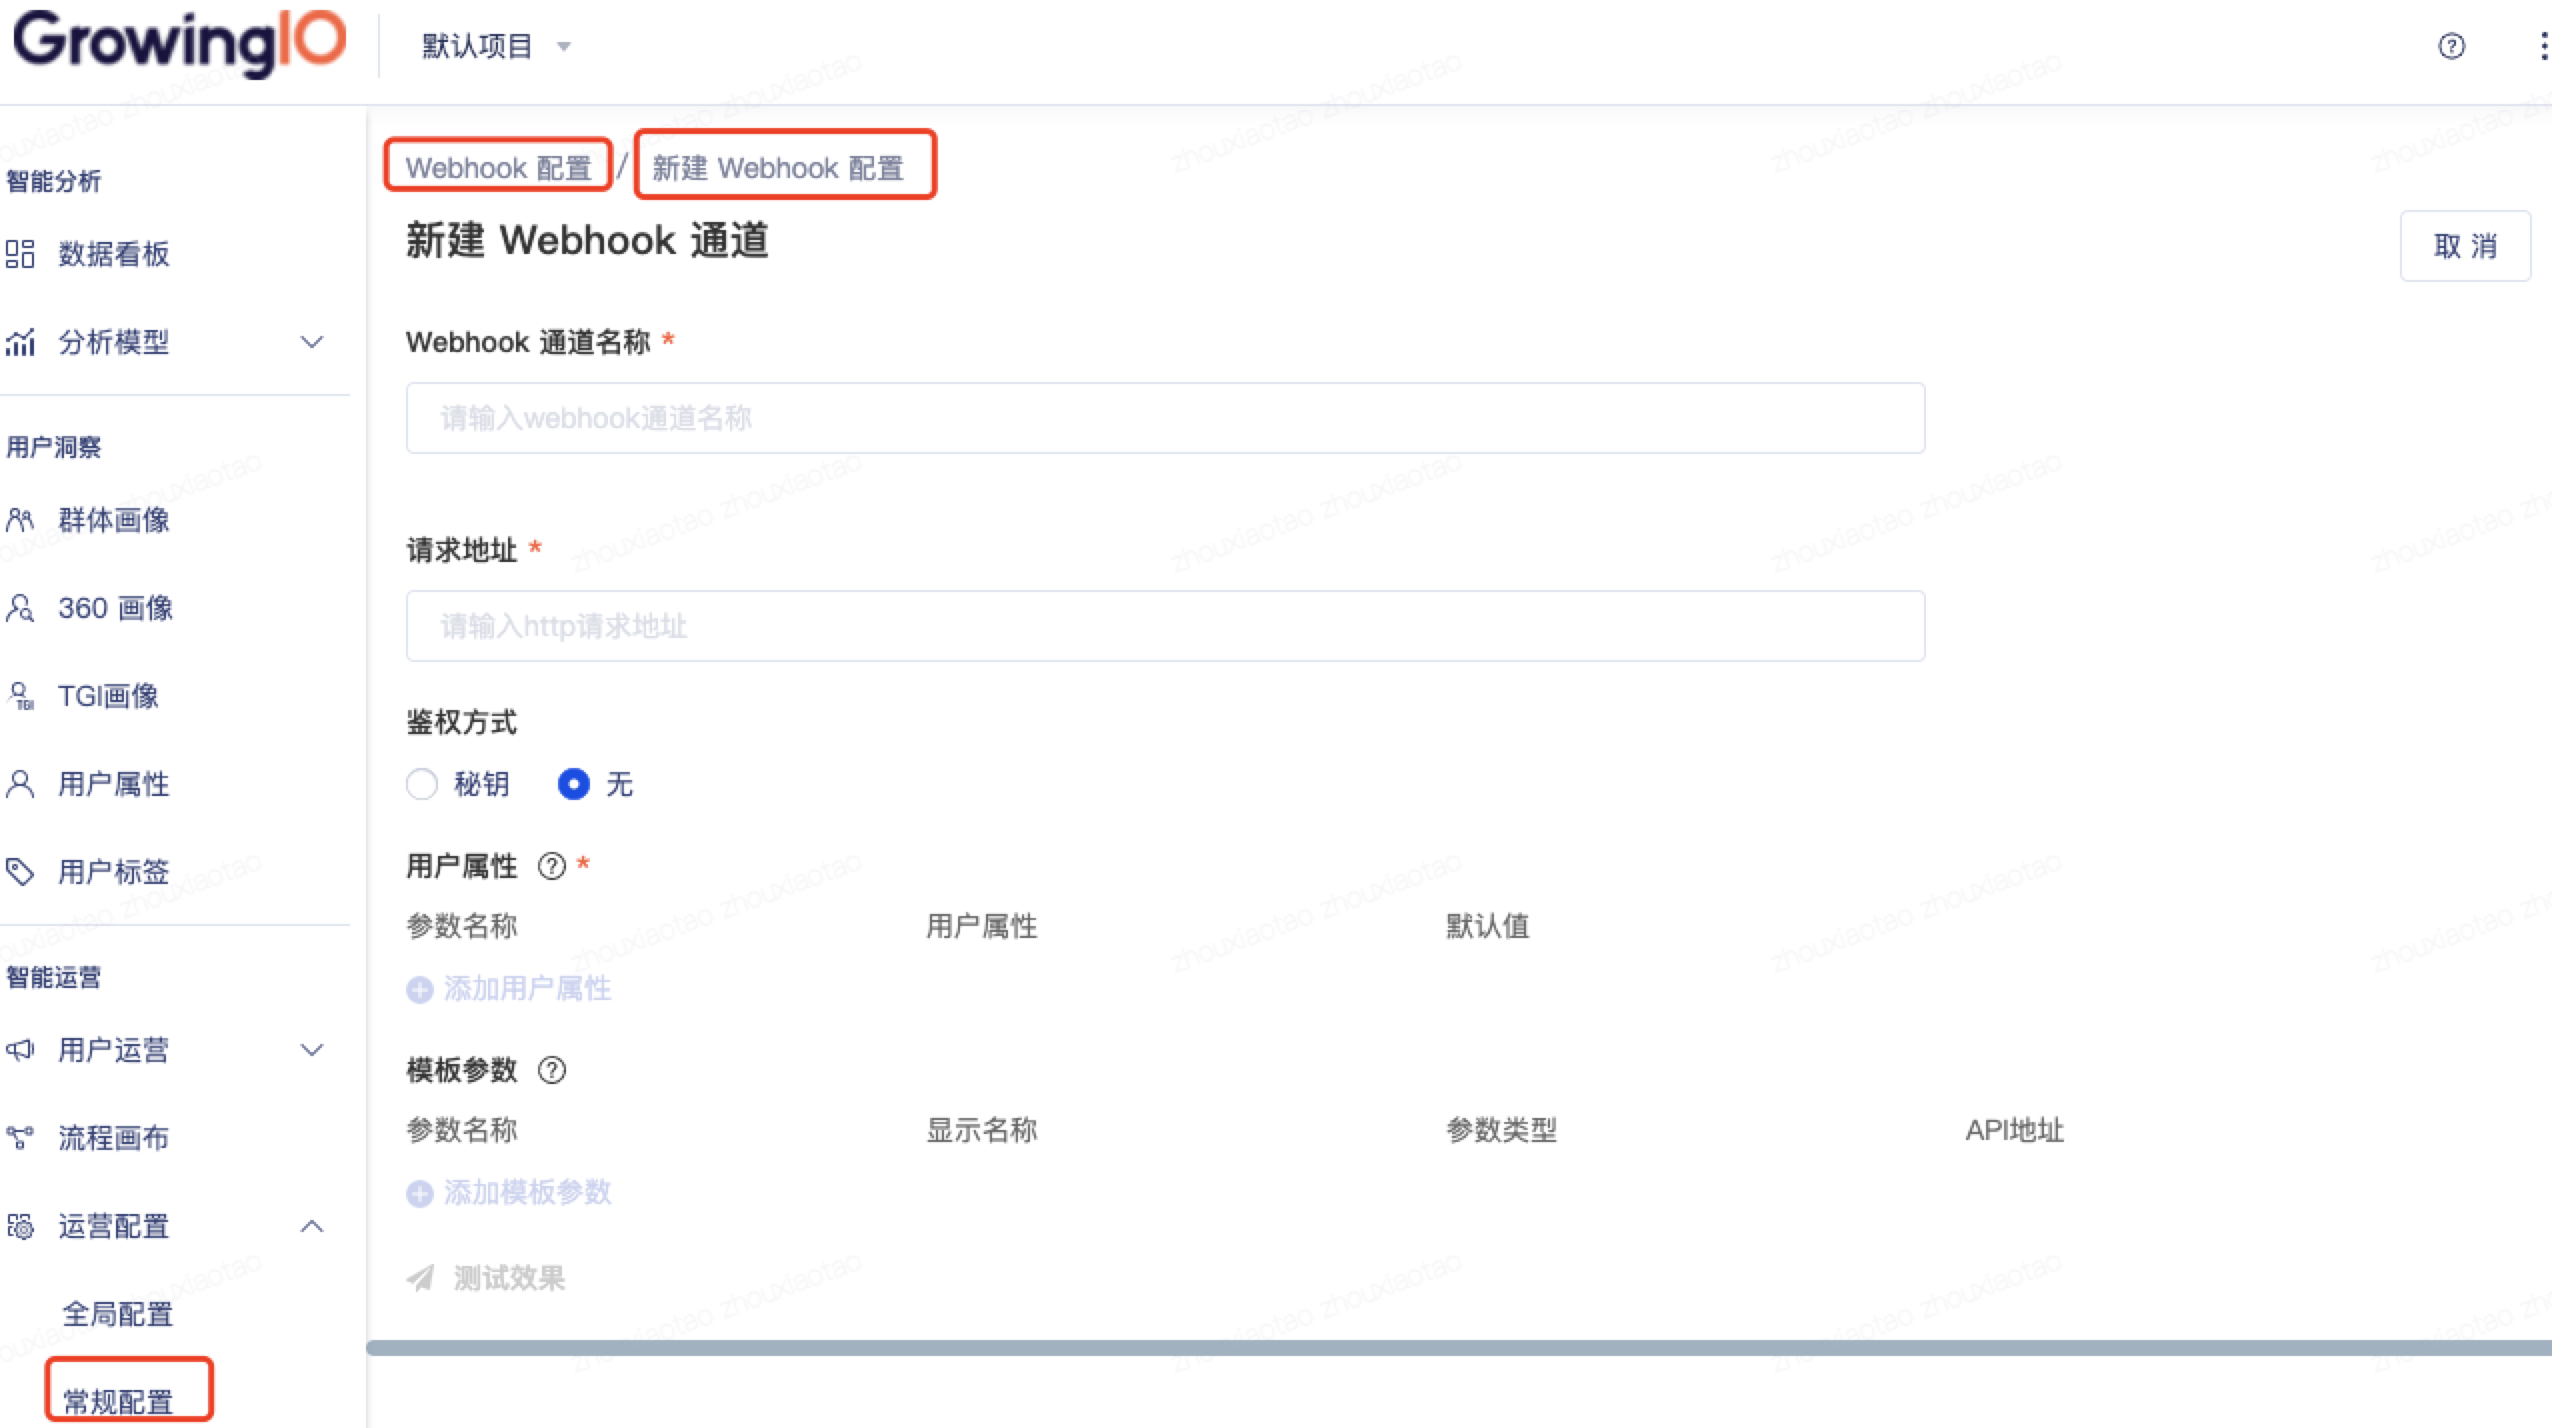 GrowingIO
默认项目
智能分析
数据看板
分析模型
用户洞察
群体画像
360 画像
TGI
TGI画像
用户属性
用户标签
智能运营
用户运营
流程画布
运营配置
全局配置
常规配置
Webhook 配置 / 新建 Webhook 配置
新建 Webhook 通道
取 消
Webhook 通道名称 *
请输入webhook通道名称
请求地址 *
请输入http请求地址
鉴权方式
秘钥 无
用户属性 ? *
参数名称 用户属性 默认值
添加用户属性
模板参数 ?
参数名称 显示名称 参数类型 API地址
添加模板参数
测试效果
zhouxiaotao zhouxiaotao